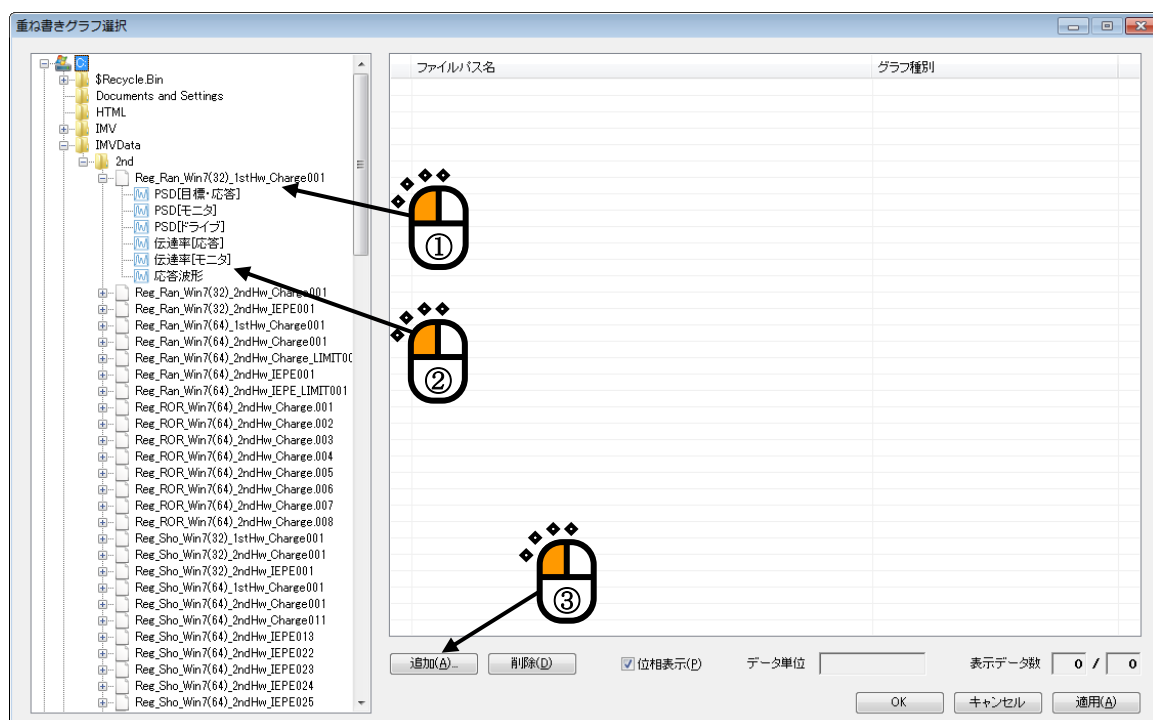 重ね書きグラフ選択
C:
$Recycle.Bin
Documents and Settings
HTML
IMV
IMVData
2nd
Reg_Ran_Win7(32)_1stHw_Charge001
PSD[目標・応答]
PSD[モニタ]
PSD[ドライブ]
伝達率[応答]
伝達率[モニタ]
応答波形
Reg_Ran_Win7(32)_2ndHw_Charge001
Reg_Ran_Win7(32)_2ndHw_IEPE001
Reg_Ran_Win7(64)_1stHw_Charge001
Reg_Ran_Win7(64)_2ndHw_Charge001
Reg_Ran_Win7(64)_2ndHw_Charge_LIMIT00
Reg_Ran_Win7(64)_2ndHw_IEPE001
Reg_Ran_Win7(64)_2ndHw_IEPE_LIMIT001
Reg_ROR_Win7(64)_2ndHw_Charge.001
Reg_ROR_Win7(64)_2ndHw_Charge.002
Reg_ROR_Win7(64)_2ndHw_Charge.003
Reg_ROR_Win7(64)_2ndHw_Charge.004
Reg_ROR_Win7(64)_2ndHw_Charge.005
Reg_ROR_Win7(64)_2ndHw_Charge.006
Reg_ROR_Win7(64)_2ndHw_Charge.007
Reg_ROR_Win7(64)_2ndHw_Charge.008
Reg_Sho_Win7(32)_1stHw_Charge001
Reg_Sho_Win7(32)_2ndHw_Charge001
Reg_Sho_Win7(32)_2ndHw_IEPE001
Reg_Sho_Win7(64)_1stHw_Charge001
Reg_Sho_Win7(64)_2ndHw_Charge001
Reg_Sho_Win7(64)_2ndHw_Charge011
Reg_Sho_Win7(64)_2ndHw_IEPE013
Reg_Sho_Win7(64)_2ndHw_IEPE022
Reg_Sho_Win7(64)_2ndHw_IEPE023
Reg_Sho_Win7(64)_2ndHw_IEPE024
Reg_Sho_Win7(64)_2ndHw_IEPE025
ファイルパス名 グラフ種別
①
②
③
追加(A)... 削除(D) 位相表示(P) データ単位 表示データ数 0 / 0
OK キャンセル 適用(A)